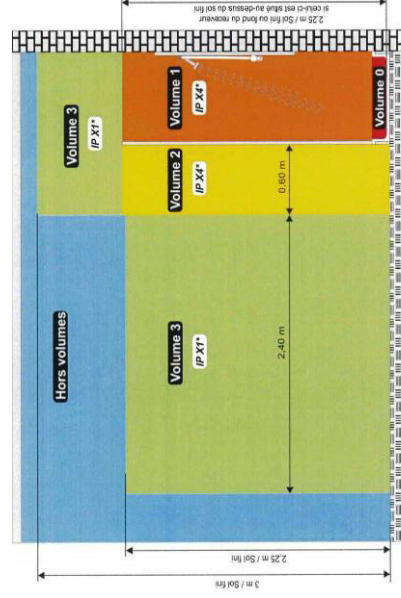 Hors volumes
Volume 3
IP X1*
Volume 3
IP X1*
Volume 2
IP X4*
Volume 1
IP X4*
Volume 0
2,40 m
0,60 m
3 m / Sol fini
2,25 m / Sol fini
2,25 m / Sol fini ou fond du receveur
si celui-ci est situé au-dessus du sol fini